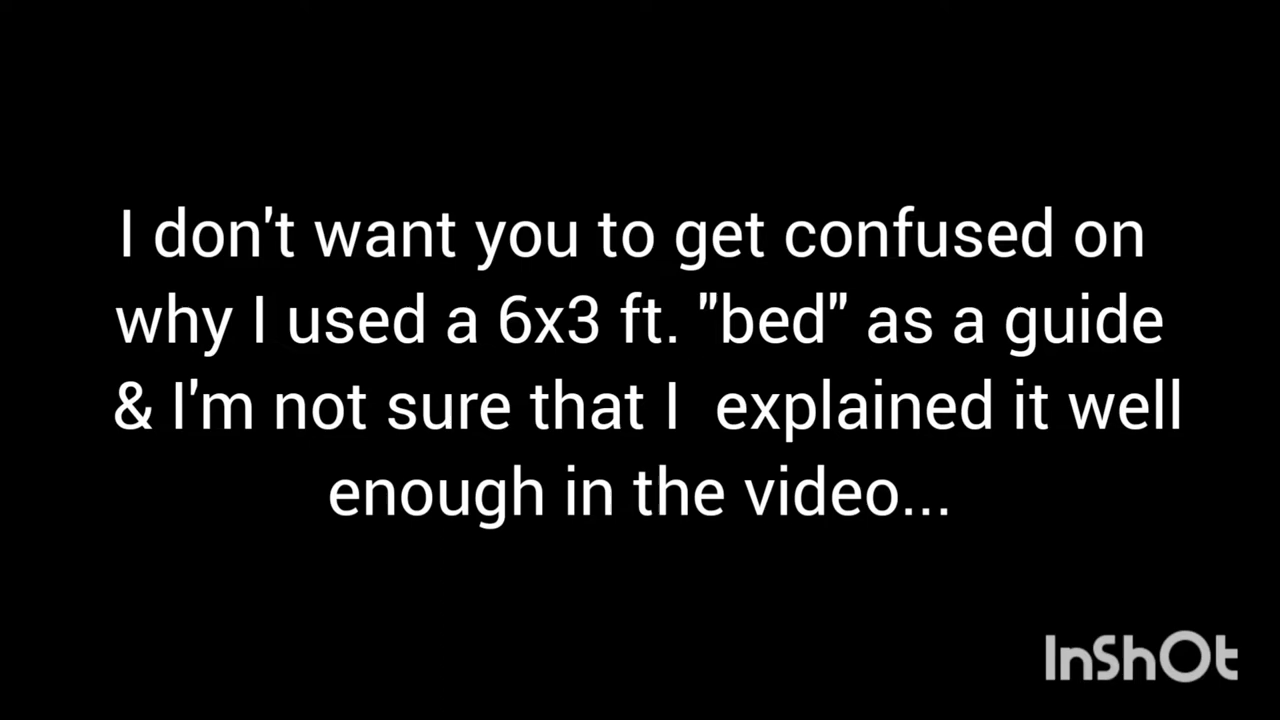 I don't want you to get confused on
why I used a 6x3 ft. "bed" as a guide
& I'm not sure that I  explained it well
enough in the video...
InShOt